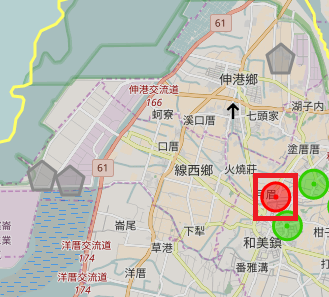 61
伸港鄉
伸港交流道
166
湖子內
蚵寮
溪口厝
七頭家
口厝
塗厝厝
61
線西鄉
火燒莊
厝
崙尾
下犁
柑子
洋厝交流道
174
草港
和美鎮
洋厝
番雅溝
洋厝交流道
174